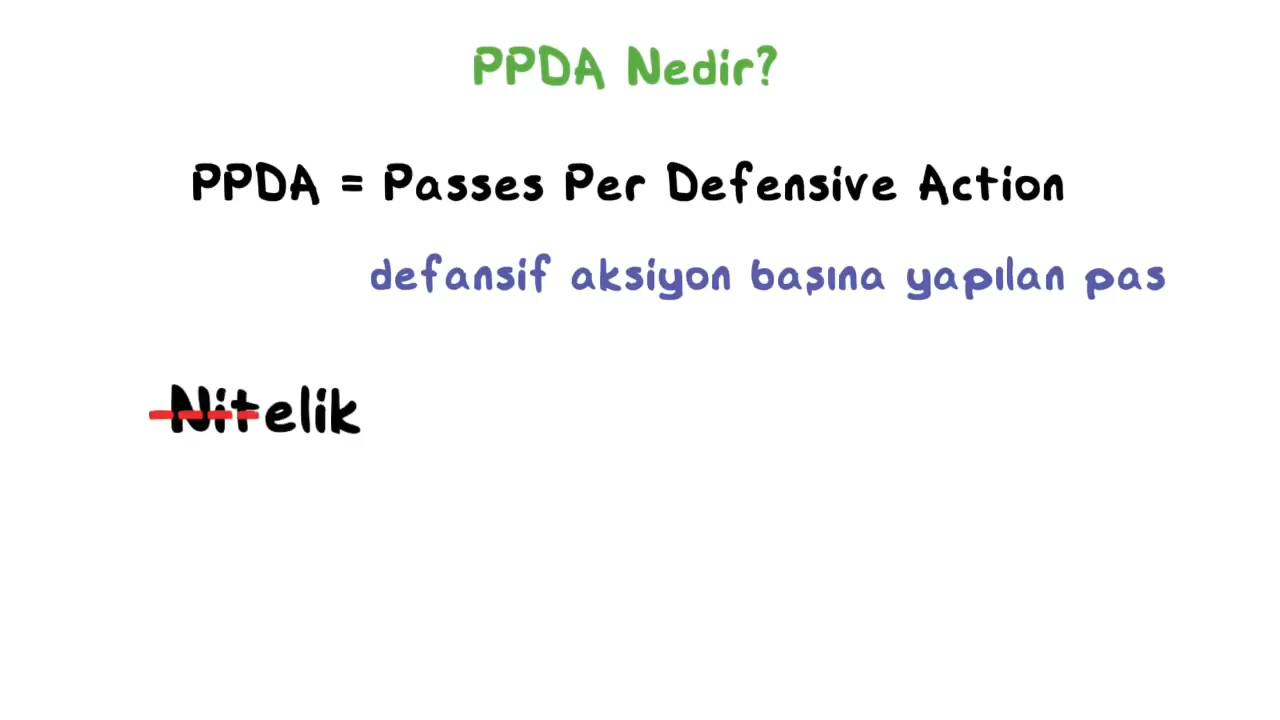 PPDA Nedir?
PPDA = Passes Per Defensive Action
defansif aksiyon başına yapılan pas
Nitelik